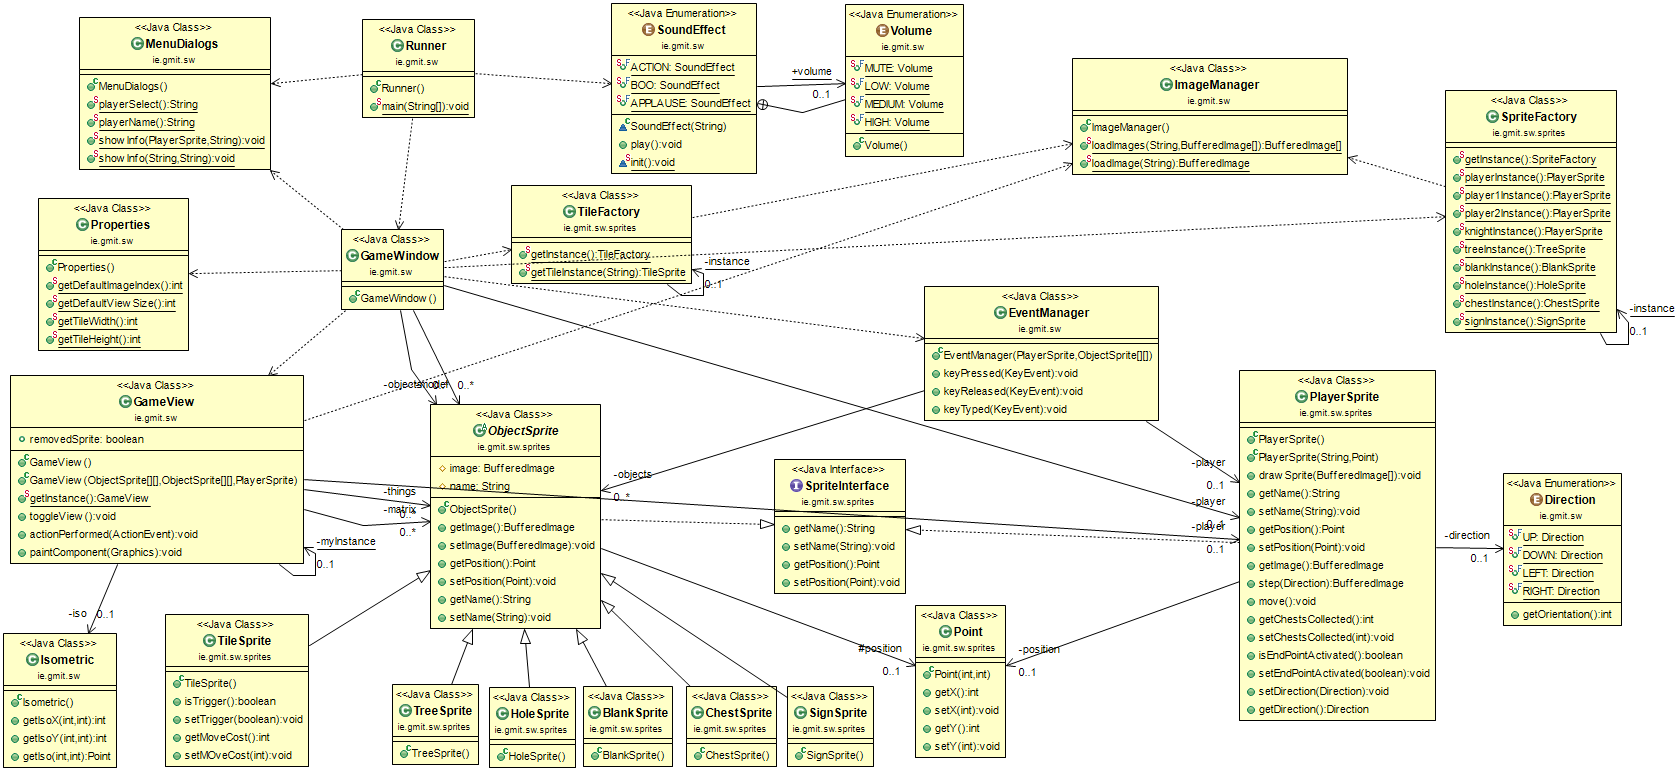 <<Java Class>>
MenuDialogs
ie.gmit.sw
MenuDialogs()
playerSelect():String
playerName():String
showInfo(PlayerSprite,String):void
showInfo(String,String):void
<<Java Class>>
Runner
ie.gmit.sw
Runner()
main(String[]):void
<<Java Enumeration>>
SoundEffect
ie.gmit.sw
ACTION: SoundEffect
BOO: SoundEffect
APPLAUSE: SoundEffect
SoundEffect(String)
play():void
init():void
+volume
0..1
<<Java Enumeration>>
Volume
ie.gmit.sw
MUTE: Volume
LOW: Volume
MEDIUM: Volume
HIGH: Volume
Volume()
<<Java Class>>
ImageManager
ie.gmit.sw
ImageManager()
loadImages(String,BufferedImage[]):BufferedImage[]
loadImage(String):BufferedImage
<<Java Class>>
SpriteFactory
ie.gmit.sw.sprites
getInstance():SpriteFactory
playerInstance():PlayerSprite
player1Instance():PlayerSprite
player2Instance():PlayerSprite
knightInstance():PlayerSprite
treeInstance():TreeSprite
blankInstance():BlankSprite
holeInstance():HoleSprite
chestInstance():ChestSprite
signInstance():SignSprite
-instance
0..1
<<Java Class>>
Properties
ie.gmit.sw
Properties()
getDefaultImageIndex():int
getDefaultViewSize():int
getTileWidth():int
getTileHeight():int
<<Java Class>>
GameWindow
ie.gmit.sw
GameWindow()
<<Java Class>>
TileFactory
ie.gmit.sw.sprites
getInstance():TileFactory
getTileInstance(String):TileSprite
-instance
0..1
<<Java Class>>
EventManager
ie.gmit.sw
EventManager(PlayerSprite,ObjectSprite[][])
keyPressed(KeyEvent):void
keyReleased(KeyEvent):void
keyTyped(KeyEvent):void
<<Java Class>>
GameView
ie.gmit.sw
removedSprite: boolean
GameView()
GameView(ObjectSprite[][],ObjectSprite[][],PlayerSprite)
getInstance():GameView
toggleView():void
actionPerformed(ActionEvent):void
paintComponent(Graphics):void
-myInstance
0..1
-things
0..*
-matrix
0..*
0..*
<<Java Class>>
ObjectSprite
ie.gmit.sw.sprites
image: BufferedImage
name: String
ObjectSprite()
getImage():BufferedImage
setImage(BufferedImage):void
getPosition():Point
setPosition(Point):void
getName():String
setName(String):void
-objects
0..*
<<Java Interface>>
SpriteInterface
ie.gmit.sw.sprites
getName():String
setName(String):void
getPosition():Point
setPosition(Point):void
-player
0..1
-player
0..1
-player
0..1
<<Java Class>>
PlayerSprite
ie.gmit.sw.sprites
PlayerSprite()
PlayerSprite(String,Point)
drawSprite(BufferedImage[]):void
getName():String
setName(String):void
getPosition():Point
setPosition(Point):void
getImage():BufferedImage
step(Direction):BufferedImage
move():void
getChestsCollected():int
setChestsCollected(int):void
isEndPointActivated():boolean
setEndPointActivated(boolean):void
setDirection(Direction):void
getDirection():Direction
-direction
0..1
<<Java Enumeration>>
Direction
ie.gmit.sw
UP: Direction
DOWN: Direction
LEFT: Direction
RIGHT: Direction
getOrientation():int
-iso
0..1
<<Java Class>>
Isometric
ie.gmit.sw
Isometric()
getIsoX(int,int):int
getIsoY(int,int):int
getIso(int,int):Point
<<Java Class>>
TileSprite
ie.gmit.sw.sprites
TileSprite()
isTrigger():boolean
setTrigger(boolean):void
getMoveCost():int
setMOveCost(int):void
<<Java Class>>
TreeSprite
ie.gmit.sw.sprites
TreeSprite()
<<Java Class>>
HoleSprite
ie.gmit.sw.sprites
HoleSprite()
<<Java Class>>
BlankSprite
ie.gmit.sw.sprites
BlankSprite()
<<Java Class>>
ChestSprite
ie.gmit.sw.sprites
ChestSprite()
<<Java Class>>
SignSprite
ie.gmit.sw.sprites
SignSprite()
#position
0..1
<<Java Class>>
Point
ie.gmit.sw.sprites
Point(int,int)
getX():int
setX(int):void
getY():int
setY(int):void
-position
0..1